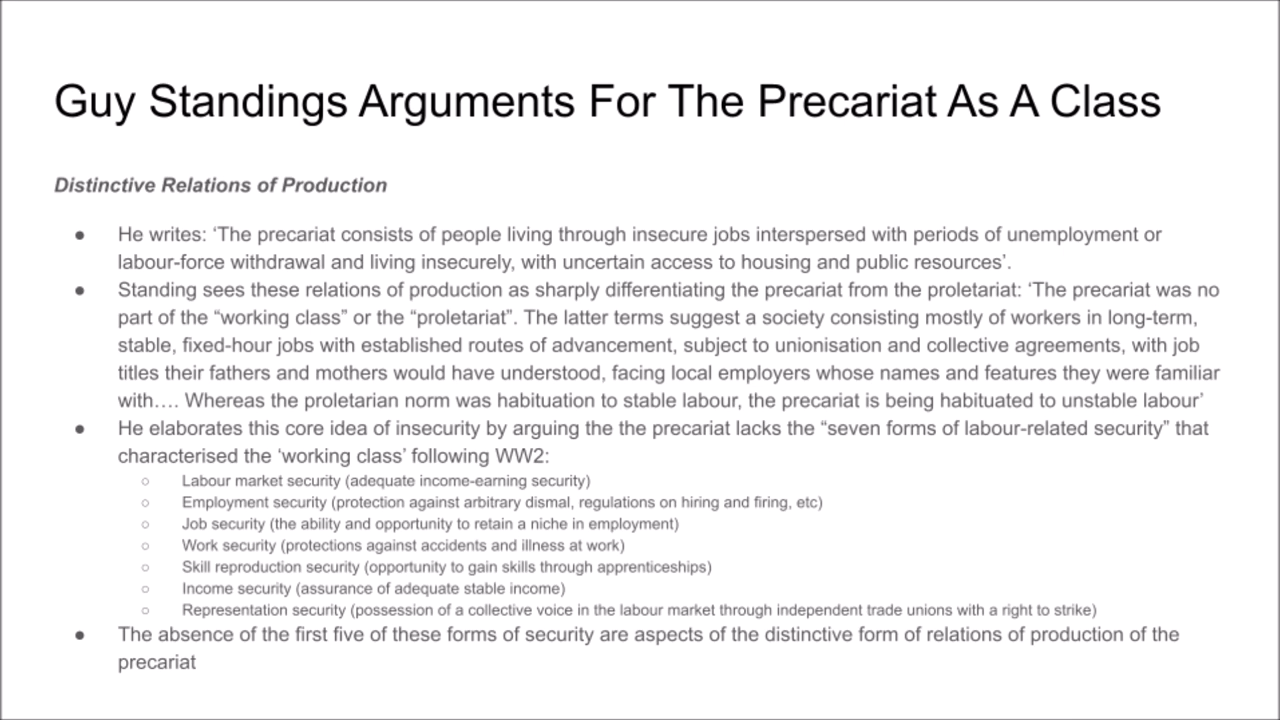 Guy Standings Arguments For The Precariat As A Class
Distinctive Relations of Production
● He writes: ‘The precariat consists of people living through insecure jobs interspersed with periods of unemployment or
labour-force withdrawal and living insecurely, with uncertain access to housing and public resources’.
● Standing sees these relations of production as sharply differentiating the precariat from the proletariat: ‘The precariat was no
part of the “working class” or the “proletariat”. The latter terms suggest a society consisting mostly of workers in long-term,
stable, fixed-hour jobs with established routes of advancement, subject to unionisation and collective agreements, with job
titles their fathers and mothers would have understood, facing local employers whose names and features they were familiar
with…. Whereas the proletarian norm was habituation to stable labour, the precariat is being habituated to unstable labour’
● He elaborates this core idea of insecurity by arguing the the precariat lacks the “seven forms of labour-related security” that
characterised the ‘working class’ following WW2:
○ Labour market security (adequate income-earning security)
○ Employment security (protection against arbitrary dismal, regulations on hiring and firing, etc)
○ Job security (the ability and opportunity to retain a niche in employment)
○ Work security (protections against accidents and illness at work)
○ Skill reproduction security (opportunity to gain skills through apprenticeships)
○ Income security (assurance of adequate stable income)
○ Representation security (possession of a collective voice in the labour market through independent trade unions with a right to strike)
● The absence of the first five of these forms of security are aspects of the distinctive form of relations of production of the
precariat